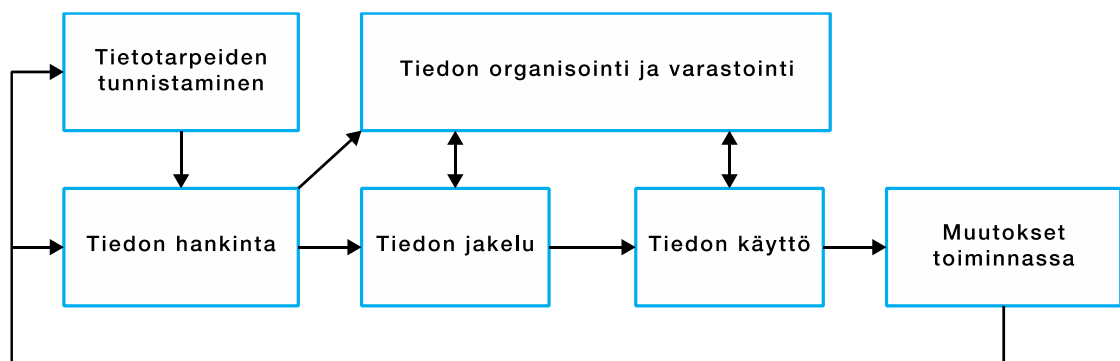 Tietotarpeiden
tunnistaminen
Tiedon organisointi ja varastointi
Tiedon hankinta
Tiedon jakelu
Tiedon käyttö
Muutokset
toiminnassa